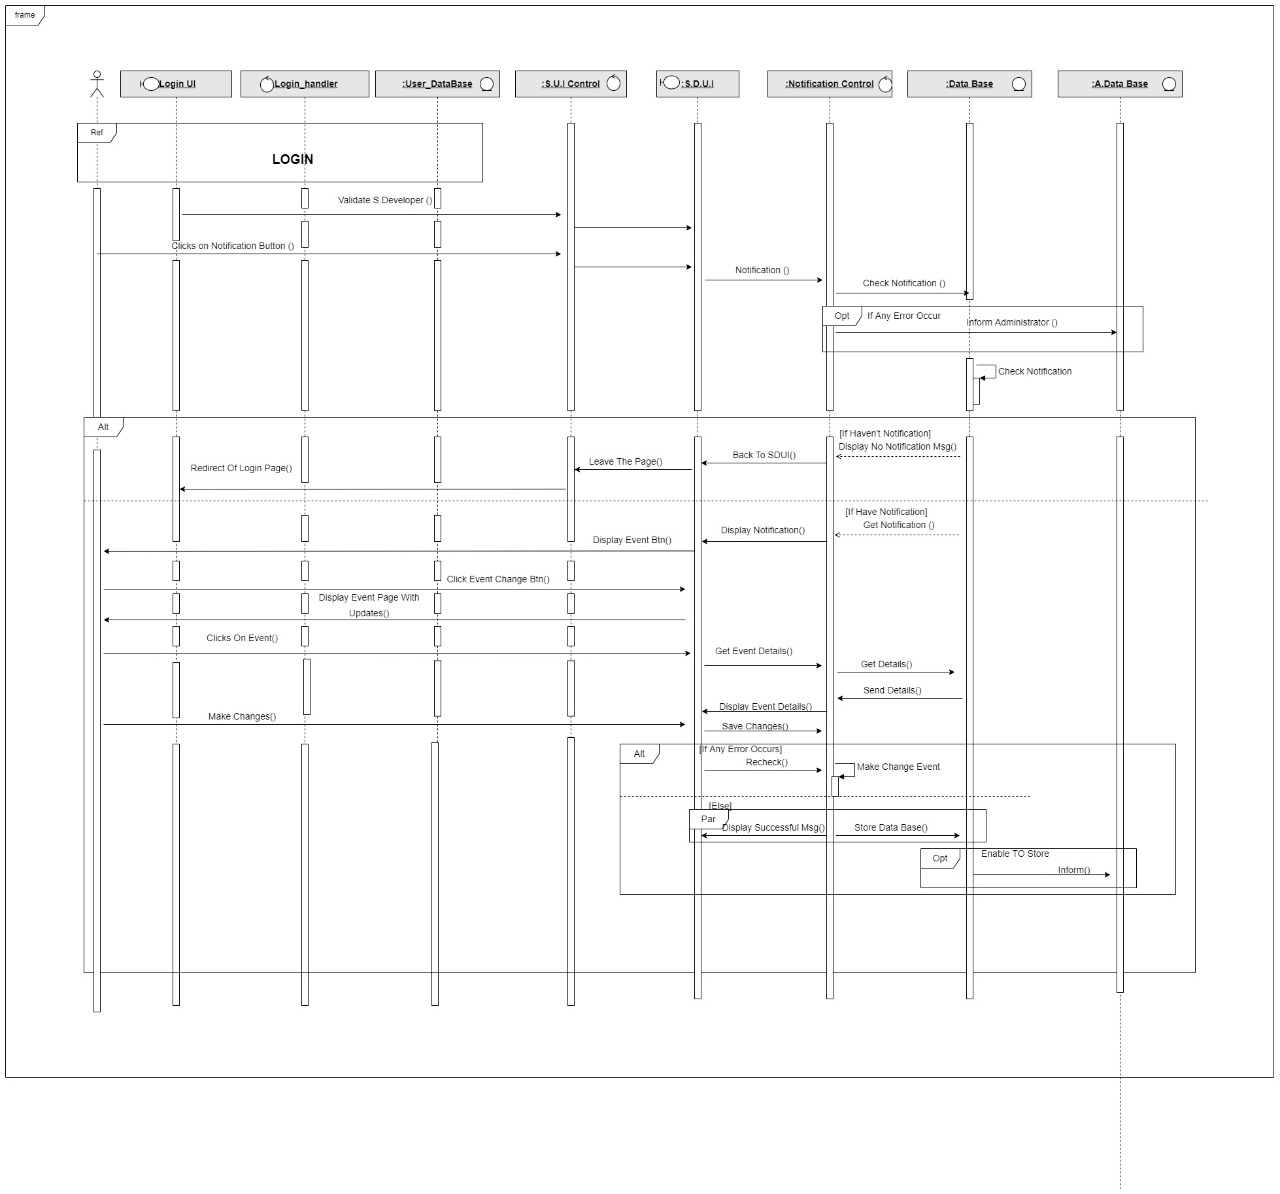 frame
Login UI
Login_handler
:User_DataBase
:S.U.I Control
:S.D.U.I
:Notification Control
:Data Base
:A.Data Base
Ref
LOGIN
Validate S.Developer ()
Clicks on Notification Button ()
Notification ()
Check Notification ()
Opt
If Any Error Occur
Inform Administrator ()
Check Notification
Alt
[If Haven't Notification]
Display No Notification Msg()
Back To SDUI()
Leave The Page()
Redirect Of Login Page()
[If Have Notification]
Get Notification ()
Display Notification()
Display Event Btn()
Click Event Change Btn()
Display Event Page With
Updates()
Clicks On Event()
Get Event Details()
Get Details()
Send Details()
Display Event Details()
Make Changes()
Save Changes()
Alt
[If Any Error Occurs]
Recheck()
Make Change Event
[Else]
Par
Display Successful Msg()
Store Data Base()
Opt
Enable TO Store
Inform()